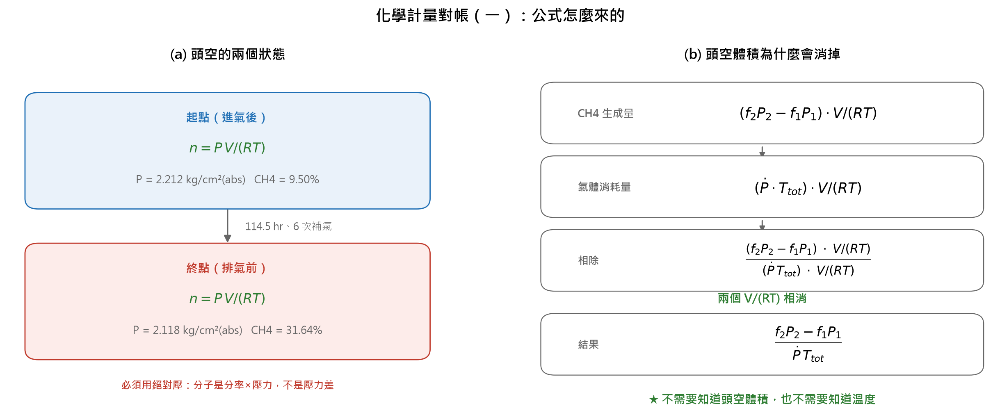 化學計量對帳（一）：公式怎麼來的
(a) 頭空的兩個狀態
起點（進氣後）
n = P V/(RT)
P = 2.212 kg/cm²(abs)   CH4 = 9.50%
114.5 hr、6 次補氣
終點（排氣前）
n = P V/(RT)
P = 2.118 kg/cm²(abs)   CH4 = 31.64%
必須用絕對壓：分子是分率×壓力，不是壓力差
(b) 頭空體積為什麼會消掉
CH4 生成量 (f₂P₂ − f₁P₁) · V/(RT)
氣體消耗量 (Ṗ · T_tot) · V/(RT)
相除
(f₂P₂ − f₁P₁) · V/(RT)
(Ṗ T_tot) · V/(RT)
兩個 V/(RT) 相消
結果
f₂P₂ − f₁P₁
Ṗ T_tot
★ 不需要知道頭空體積，也不需要知道溫度